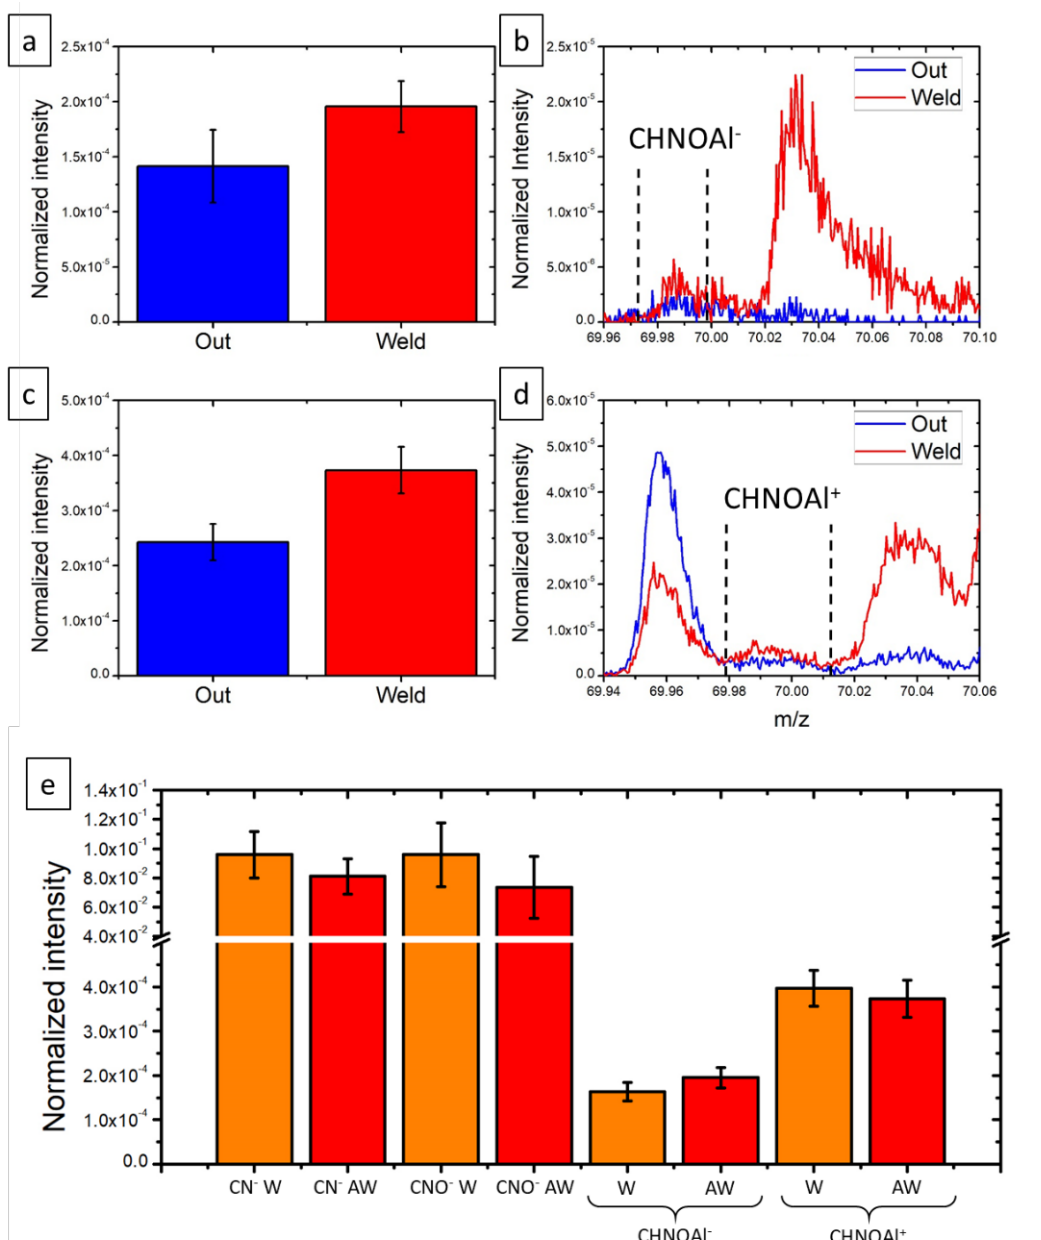 a
Normalized intensity
2.5x10⁻⁴
2.0x10⁻⁴
1.5x10⁻⁴
1.0x10⁻⁴
5.0x10⁻⁵
0.0
Out Weld
b
Normalized Intensity
2.5x10⁻⁵
2.0x10⁻⁵
1.5x10⁻⁵
1.0x10⁻⁵
5.0x10⁻⁶
0.0
Out
Weld
CHNOAl⁻
69.96 69.98 70.00 70.02 70.04 70.06 70.08 70.10
c
Normalized intensity
5.0x10⁻⁴
4.0x10⁻⁴
3.0x10⁻⁴
2.0x10⁻⁴
1.0x10⁻⁴
0.0
Out Weld
d
Normalized intensity
6.0x10⁻⁵
5.0x10⁻⁵
4.0x10⁻⁵
3.0x10⁻⁵
2.0x10⁻⁵
1.0x10⁻⁵
0.0
Out
Weld
CHNOAl⁺
69.94 69.96 69.98 70.00 70.02 70.04 70.06
m/z
e
Normalized intensity
1.4x10⁻¹
1.2x10⁻¹
1.0x10⁻¹
8.0x10⁻²
6.0x10⁻²
4.0x10⁻²
4.0x10⁻⁴
3.0x10⁻⁴
2.0x10⁻⁴
1.0x10⁻⁴
0.0
CN⁻ W CN⁻ AW CNO⁻ W CNO⁻ AW W AW W AW
CHNOAl⁻ CHNOAl⁺